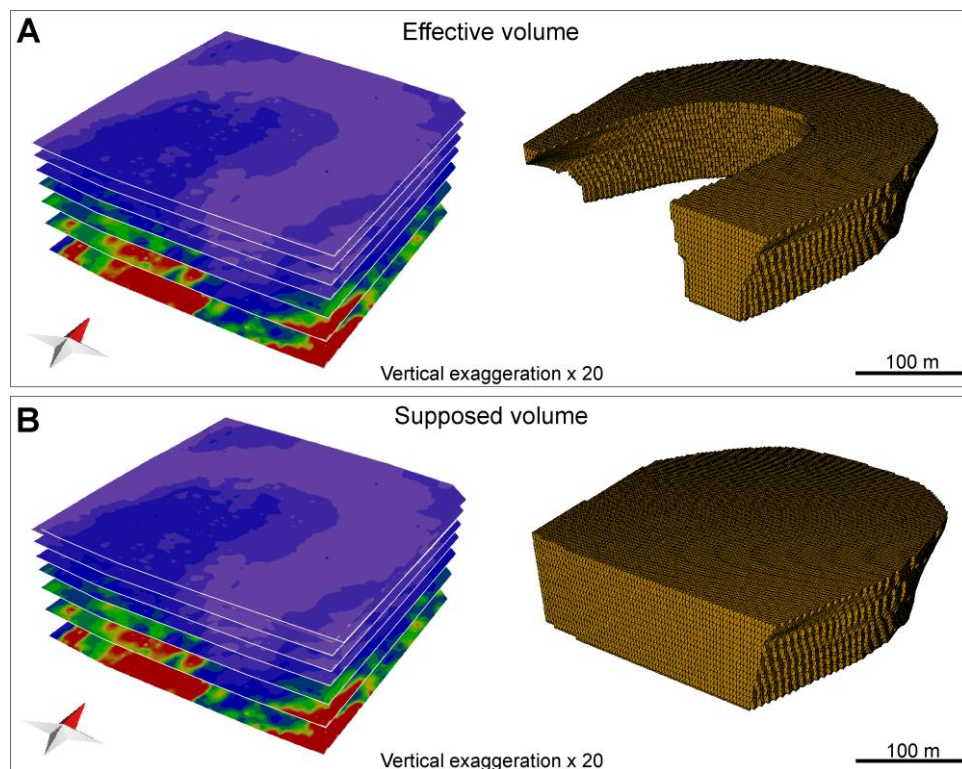 A
Effective volume
Vertical exaggeration x 20
100 m
B
Supposed volume
Vertical exaggeration x 20
100 m